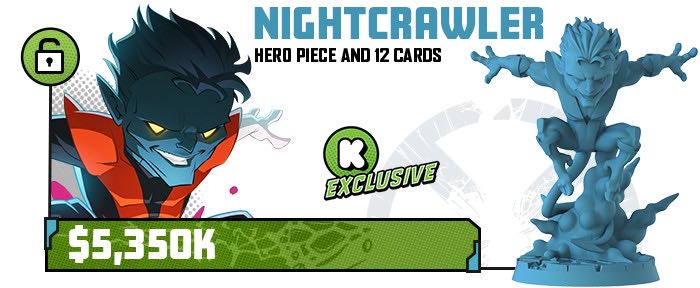 NIGHTCRAWLER
HERO PIECE AND 12 CARDS
K
EXCLUSIVE
$5,350K